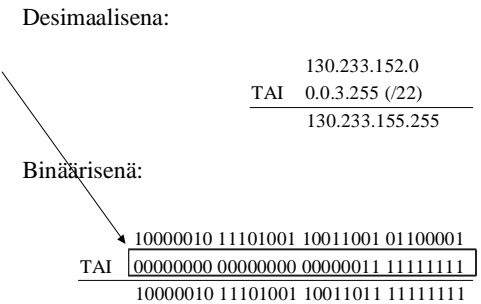 Desimaalisena:
130.233.152.0
TAI 0.0.3.255 (/22)
130.233.155.255
Binäärisenä:
10000010 11101001 10011001 01100001
TAI 00000000 00000000 00000011 11111111
10000010 11101001 10011011 11111111